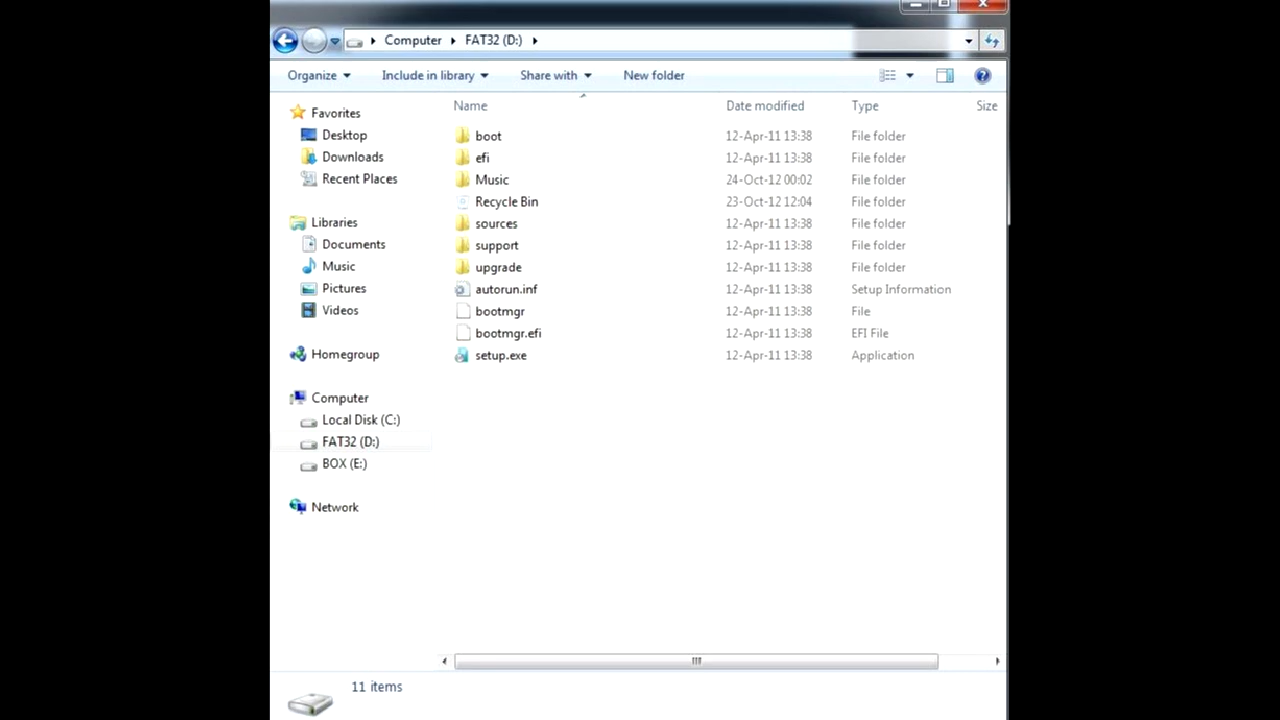 Computer FAT32 (D:)
Organize Include in library Share with New folder
Name Date modified Type Size
Favorites
Desktop
Downloads
Recent Places
Libraries
Documents
Music
Pictures
Videos
Homegroup
Computer
Local Disk (C:)
FAT32 (D:)
BOX (E:)
Network
boot 12-Apr-11 13:38 File folder
efi 12-Apr-11 13:38 File folder
Music 24-Oct-12 00:02 File folder
Recycle Bin 23-Oct-12 12:04 File folder
sources 12-Apr-11 13:38 File folder
support 12-Apr-11 13:38 File folder
upgrade 12-Apr-11 13:38 File folder
autorun.inf 12-Apr-11 13:38 Setup Information
bootmgr 12-Apr-11 13:38 File
bootmgr.efi 12-Apr-11 13:38 EFI File
setup.exe 12-Apr-11 13:38 Application
11 items